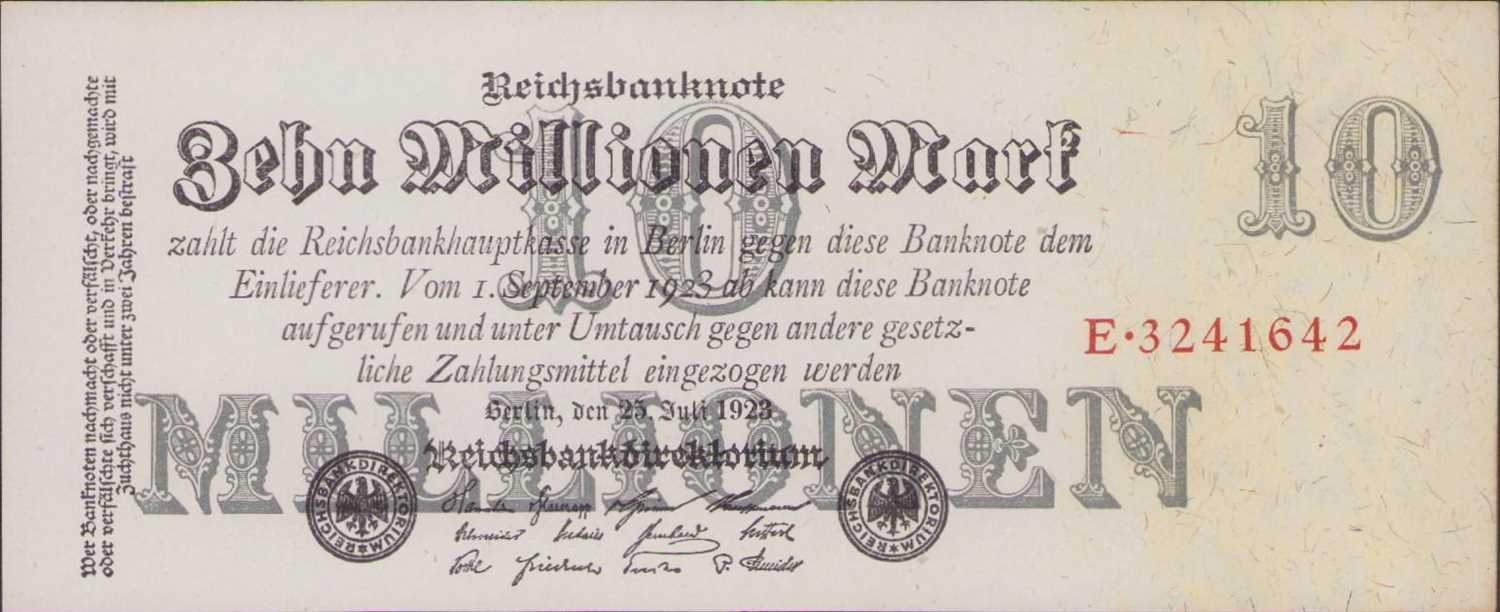 Reichsbanknote
Zehn Millionen Mark
10
10
zahlt die Reichsbankhauptkasse in Berlin gegen diese Banknote dem
Einlieferer. Vom 1. September 1923 ab kann diese Banknote
aufgerufen und unter Umtausch gegen andere gesetz-
liche Zahlungsmittel eingezogen werden
E·3241642
MILLIONEN
Berlin, den 25. Juli 1923
Reichsbankdirektorium
REICHSBANKDIREKTORIUM
REICHSBANKDIREKTORIUM
Wer Banknoten nachmacht oder verfälscht, oder nachgemachte
oder verfälschte sich verschafft und in Verkehr bringt, wird mit
Zuchthaus nicht unter zwei Jahren bestraft